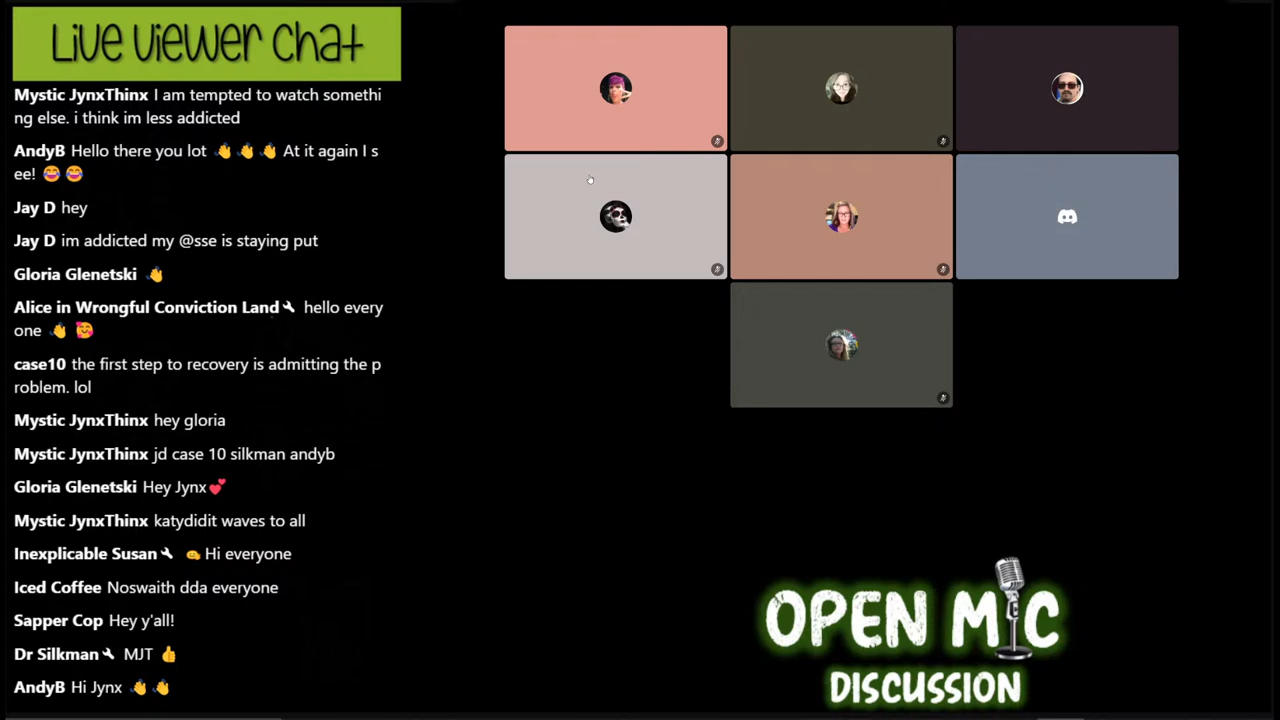 Live viewer chat
Mystic JynxThinx I am tempted to watch somethi
ng else. i think im less addicted
AndyB Hello there you lot 👋 👋 👋 At it again I s
ee! 😂 😂
Jay D hey
Jay D im addicted my @sse is staying put
Gloria Glenetski 👋
Alice in Wrongful Conviction Land hello every
one 👋 🥰
case10 the first step to recovery is admitting the p
roblem. lol
Mystic JynxThinx hey gloria
Mystic JynxThinx jd case 10 silkman andyb
Gloria Glenetski Hey Jynx💕
Mystic JynxThinx katydidit waves to all
Inexplicable Susan Hi everyone
Iced Coffee Noswaith dda everyone
Sapper Cop Hey y'all!
Dr Silkman MJT 👍
AndyB Hi Jynx 👋 👋
OPEN MIC
DISCUSSION